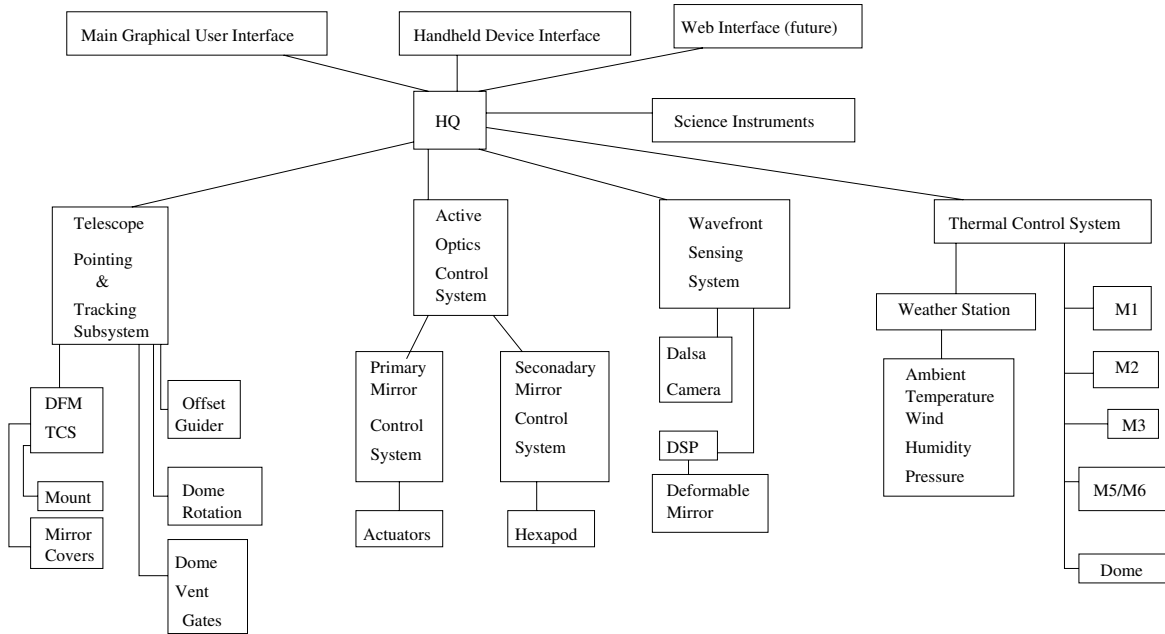 Main Graphical User Interface
Handheld Device Interface
Web Interface (future)
HQ
Science Instruments
Telescope
Pointing
&
Tracking
Subsystem
Active
Optics
Control
System
Wavefront
Sensing
System
Thermal Control System
Weather Station
Ambient
Temperature
Wind
Humidity
Pressure
M1
M2
M3
M5/M6
Dome
DFM
TCS
Mount
Mirror
Covers
Offset
Guider
Dome
Rotation
Dome
Vent
Gates
Primary
Mirror
Control
System
Actuators
Seconadary
Mirror
Control
System
Hexapod
Dalsa
Camera
DSP
Deformable
Mirror